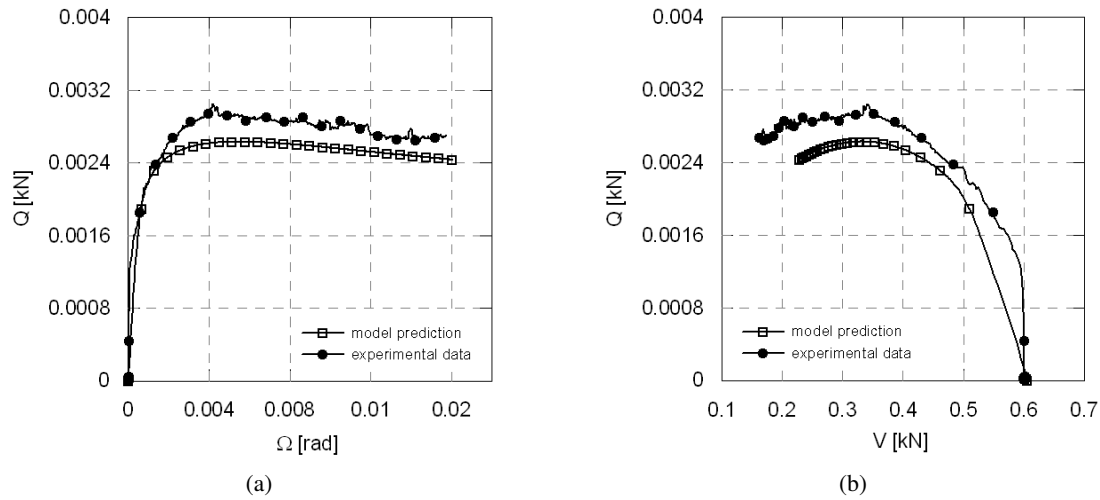 0.004
0.0032
0.0024
0.0016
0.0008
0
Q [kN]
model prediction
experimental data
0 0.004 0.008 0.01 0.02
Ω [rad]
(a)
0.004
0.0032
0.0024
0.0016
0.0008
0
Q [kN]
model prediction
experimental data
0.1 0.2 0.3 0.4 0.5 0.6 0.7
V [kN]
(b)